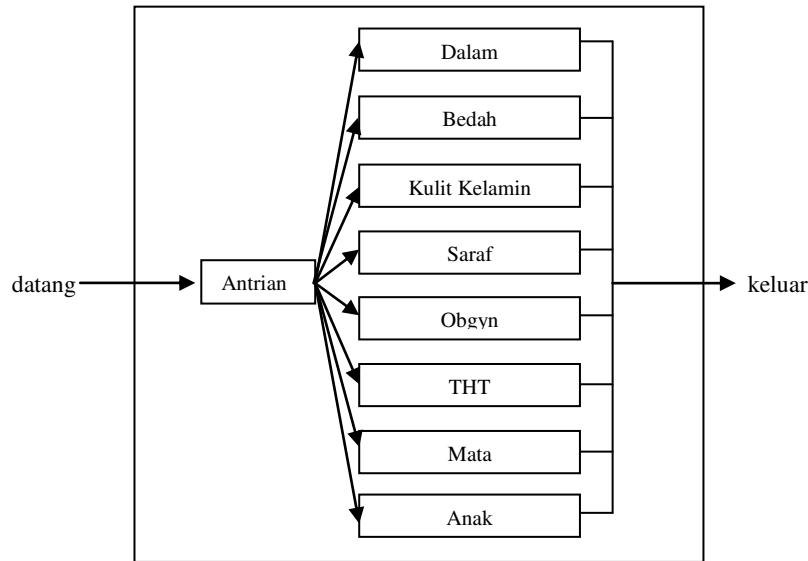 Dalam
Bedah
Kulit Kelamin
Saraf
datang
Antrian
keluar
Obgyn
THT
Mata
Anak